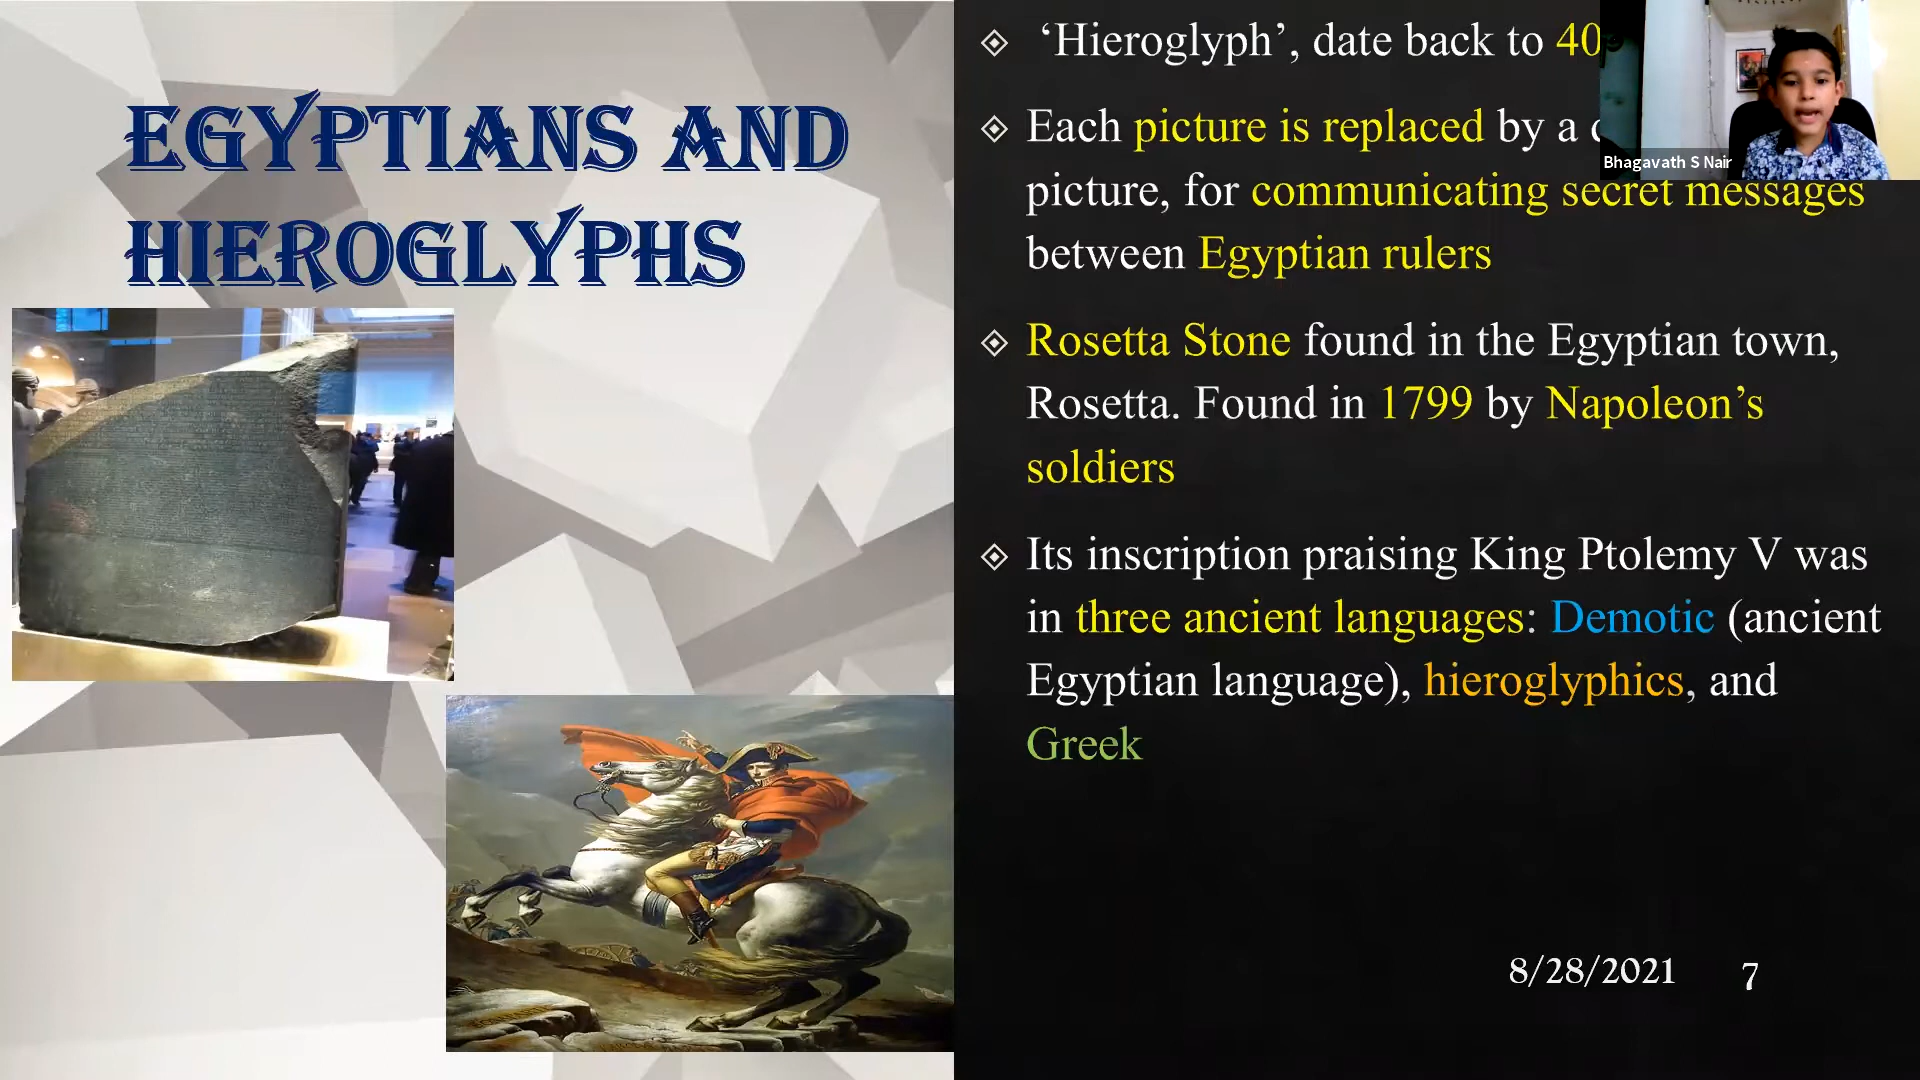 EGYPTIANS AND
HIEROGLYPHS
‘Hieroglyph’, date back to 40
Each picture is replaced by a
picture, for communicating secret messages
between Egyptian rulers
Rosetta Stone found in the Egyptian town,
Rosetta. Found in 1799 by Napoleon’s
soldiers
Its inscription praising King Ptolemy V was
in three ancient languages: Demotic (ancient
Egyptian language), hieroglyphics, and
Greek
8/28/2021 7
Bhagavath S Nair